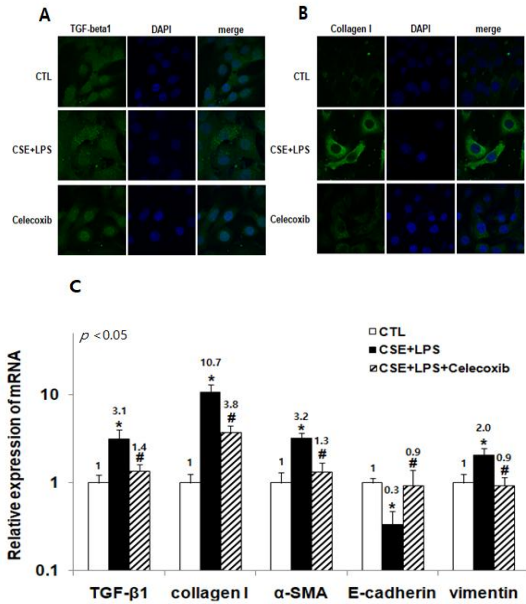 A
B
TGF-beta1 DAPI merge
Collagen I DAPI merge
CTL
CTL
CSE+LPS
CSE+LPS
Celecoxib
Celecoxib
C
p <0.05
CTL
CSE+LPS
CSE+LPS+Celecoxib
Relative expression of mRNA
10
1
0.1
1 3.1 * 1.4 #
1 10.7 * 3.8 #
1 3.2 * 1.3 #
1 0.3 * 0.9 #
1 2.0 * 0.9 #
TGF-β1 collagen I α-SMA E-cadherin vimentin